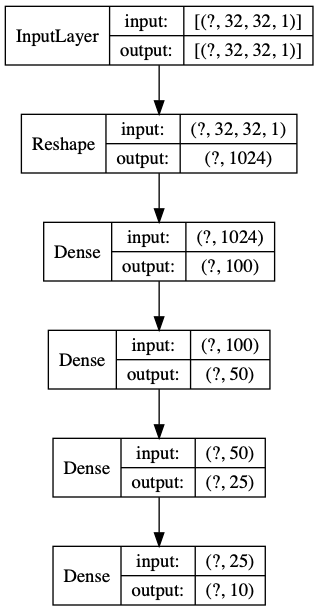 InputLayer
input: [(?, 32, 32, 1)]
output: [(?, 32, 32, 1)]
Reshape
input: (?, 32, 32, 1)
output: (?, 1024)
Dense
input: (?, 1024)
output: (?, 100)
Dense
input: (?, 100)
output: (?, 50)
Dense
input: (?, 50)
output: (?, 25)
Dense
input: (?, 25)
output: (?, 10)